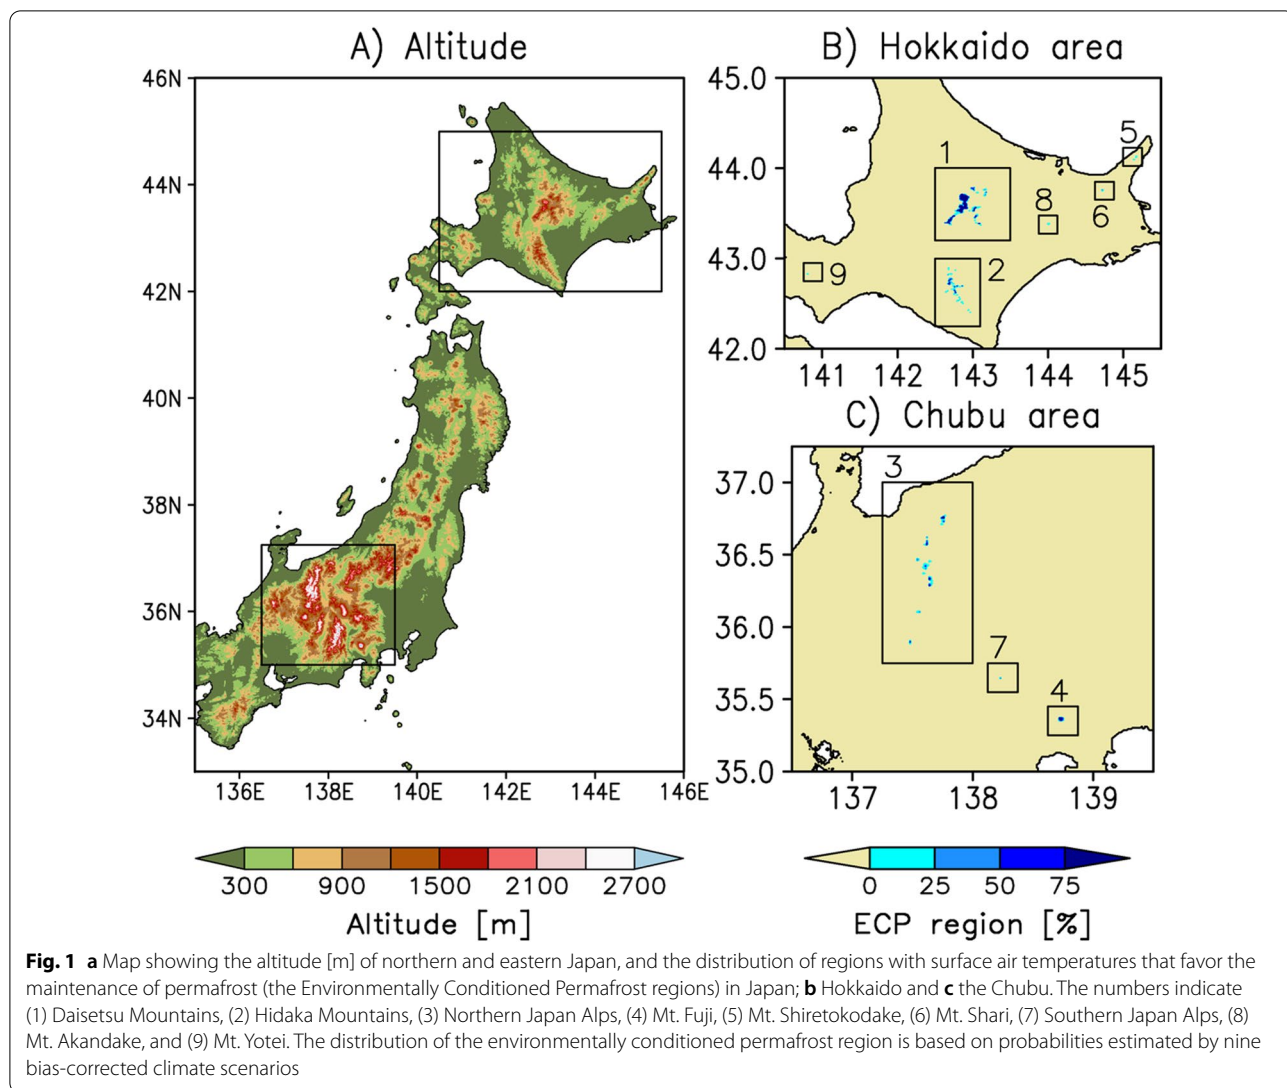 A) Altitude
46N
44N
42N
40N
38N
36N
34N
136E 138E 140E 142E 144E 146E
300 900 1500 2100 2700
Altitude [m]
B) Hokkaido area
45.0
44.0
43.0
42.0
1
2
5
6
8
9
141 142 143 144 145
C) Chubu area
37.0
36.5
36.0
35.5
35.0
3
7
4
137 138 139
0 25 50 75
ECP region [%]
Fig. 1 a Map showing the altitude [m] of northern and eastern Japan, and the distribution of regions with surface air temperatures that favor the
maintenance of permafrost (the Environmentally Conditioned Permafrost regions) in Japan; b Hokkaido and c the Chubu. The numbers indicate
(1) Daisetsu Mountains, (2) Hidaka Mountains, (3) Northern Japan Alps, (4) Mt. Fuji, (5) Mt. Shiretokodake, (6) Mt. Shari, (7) Southern Japan Alps, (8)
Mt. Akandake, and (9) Mt. Yotei. The distribution of the environmentally conditioned permafrost region is based on probabilities estimated by nine
bias-corrected climate scenarios